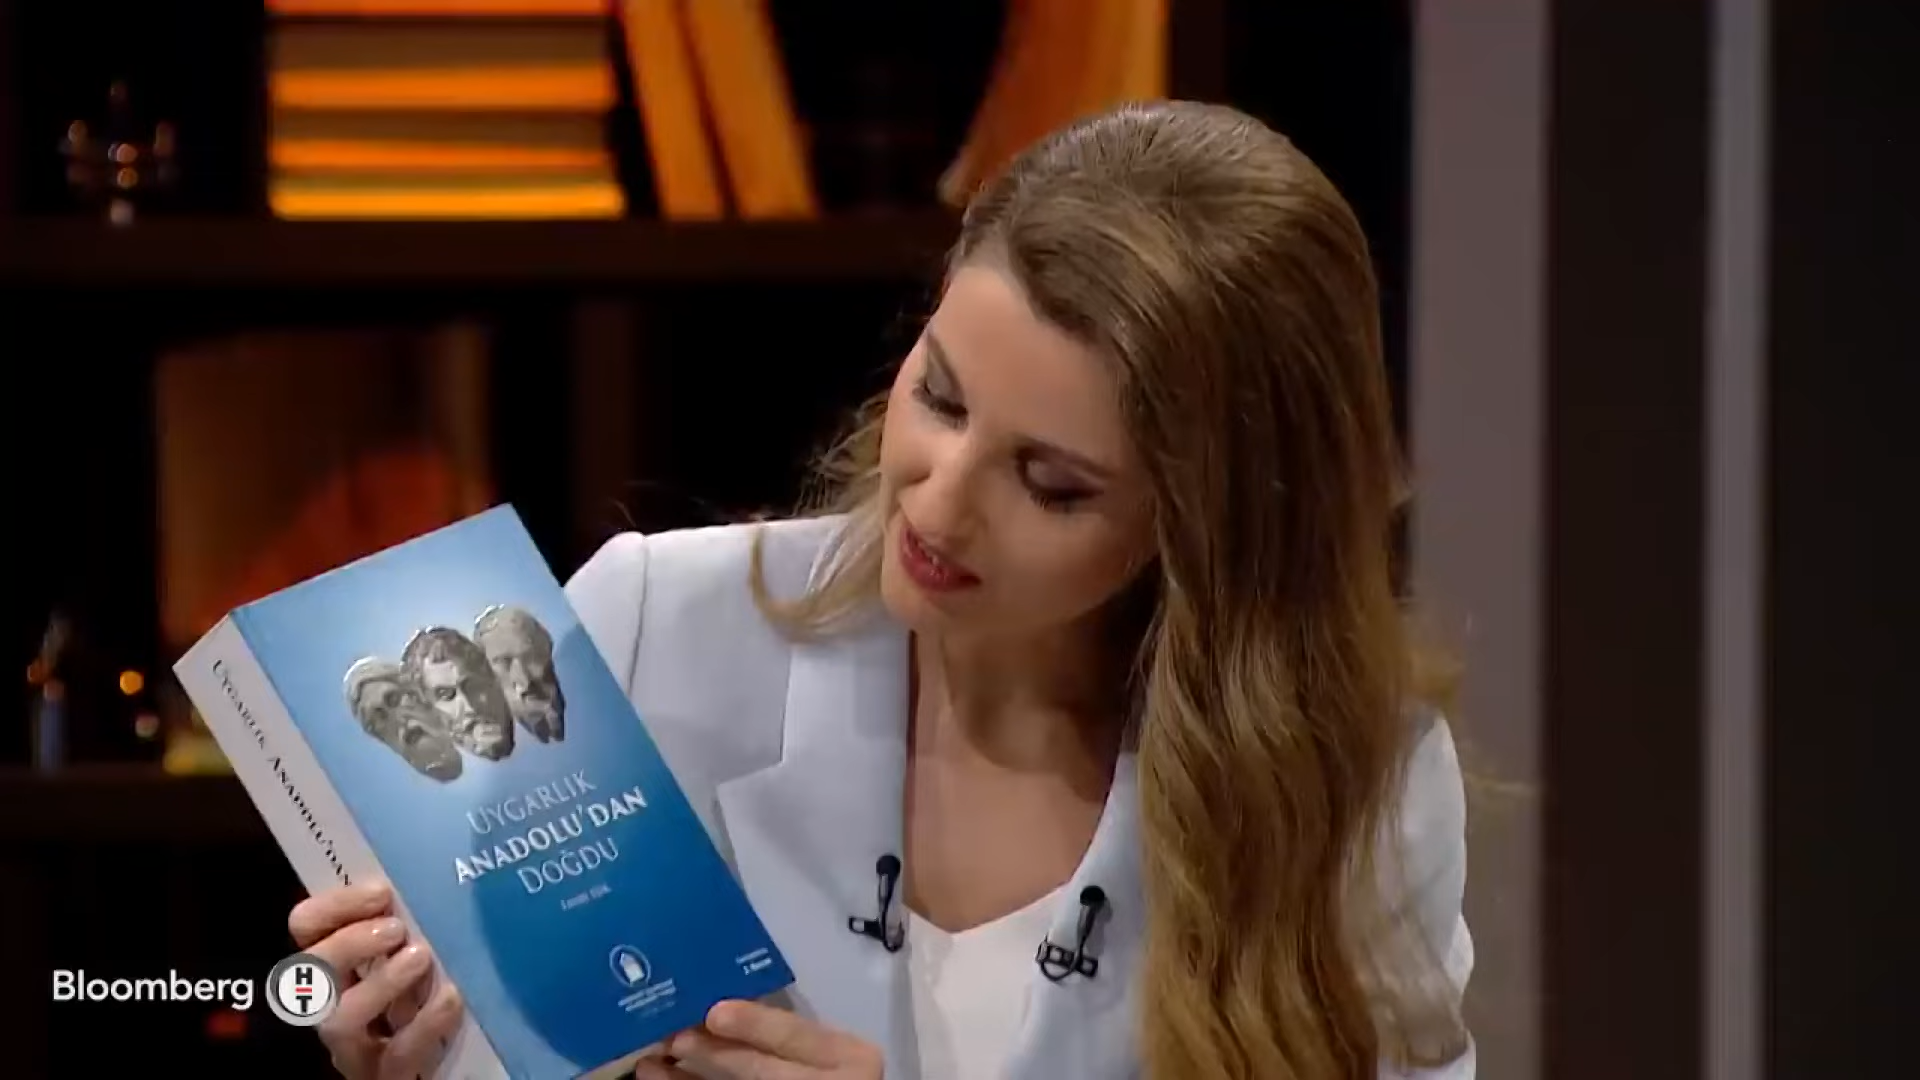 UYGARLIK ANADOLU'DAN
UYGARLIK
ANADOLU'DAN
DOĞDU
Bloomberg HT